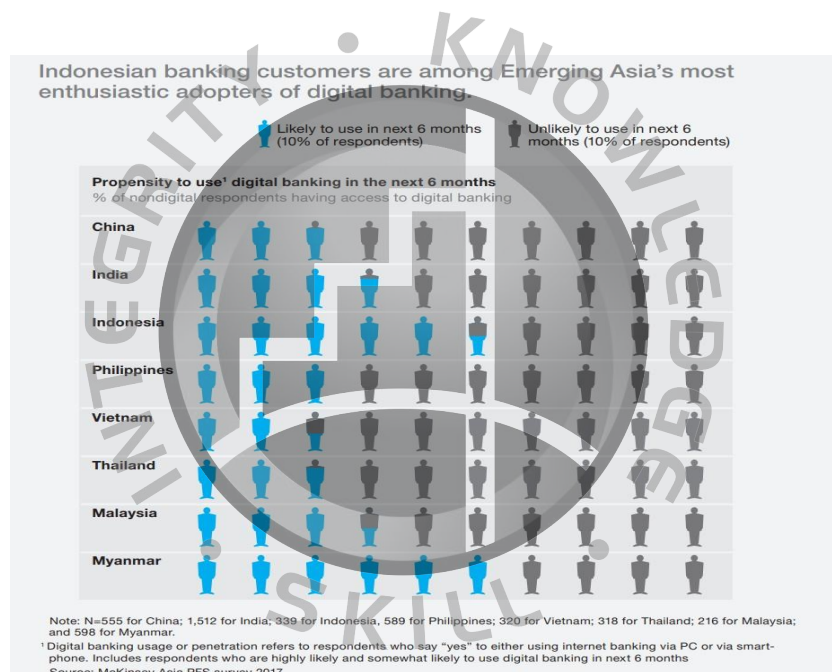 Indonesian banking customers are among Emerging Asia's most
enthusiastic adopters of digital banking.
Likely to use in next 6 months
(10% of respondents)
Unlikely to use in next 6
months (10% of respondents)
Propensity to use¹ digital banking in the next 6 months
% of nondigital respondents having access to digital banking
China
India
Indonesia
Philippines
Vietnam
Thailand
Malaysia
Myanmar
Note: N=555 for China; 1,512 for India; 339 for Indonesia, 589 for Philippines; 320 for Vietnam; 318 for Thailand; 216 for Malaysia;
and 598 for Myanmar.
¹ Digital banking usage or penetration refers to respondents who say "yes" to either using internet banking via PC or via smart-
phone. Includes respondents who are highly likely and somewhat likely to use digital banking in next 6 months
Source: McKinsey Asia PFS survey 2017
INTEGRITY • KNOWLEDGE • SKILL •